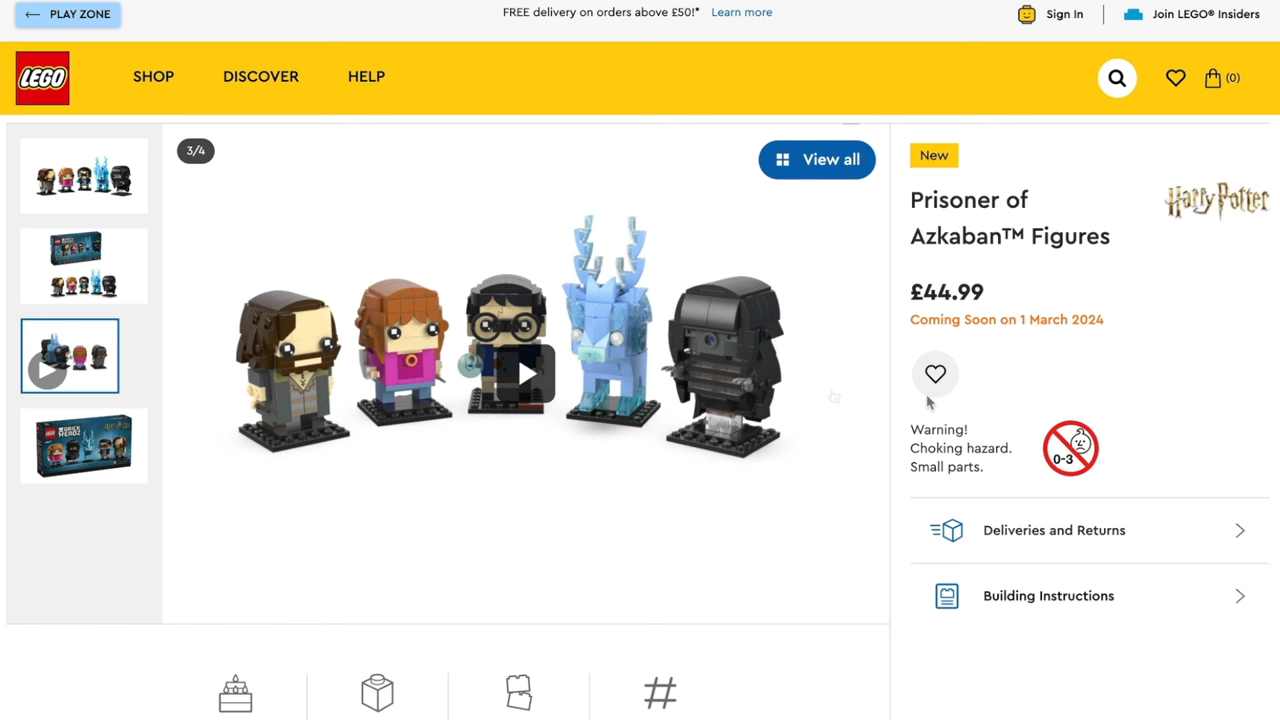 PLAY ZONE
FREE delivery on orders above £50!* Learn more
Sign In
Join LEGO® Insiders
LEGO
SHOP
DISCOVER
HELP
(0)
3/4
View all
New
Prisoner of
Azkaban™ Figures
Harry Potter
£44.99
Coming Soon on 1 March 2024
Warning!
Choking hazard.
Small parts.
0-3
Deliveries and Returns
Building Instructions
BRICK
HEADZ